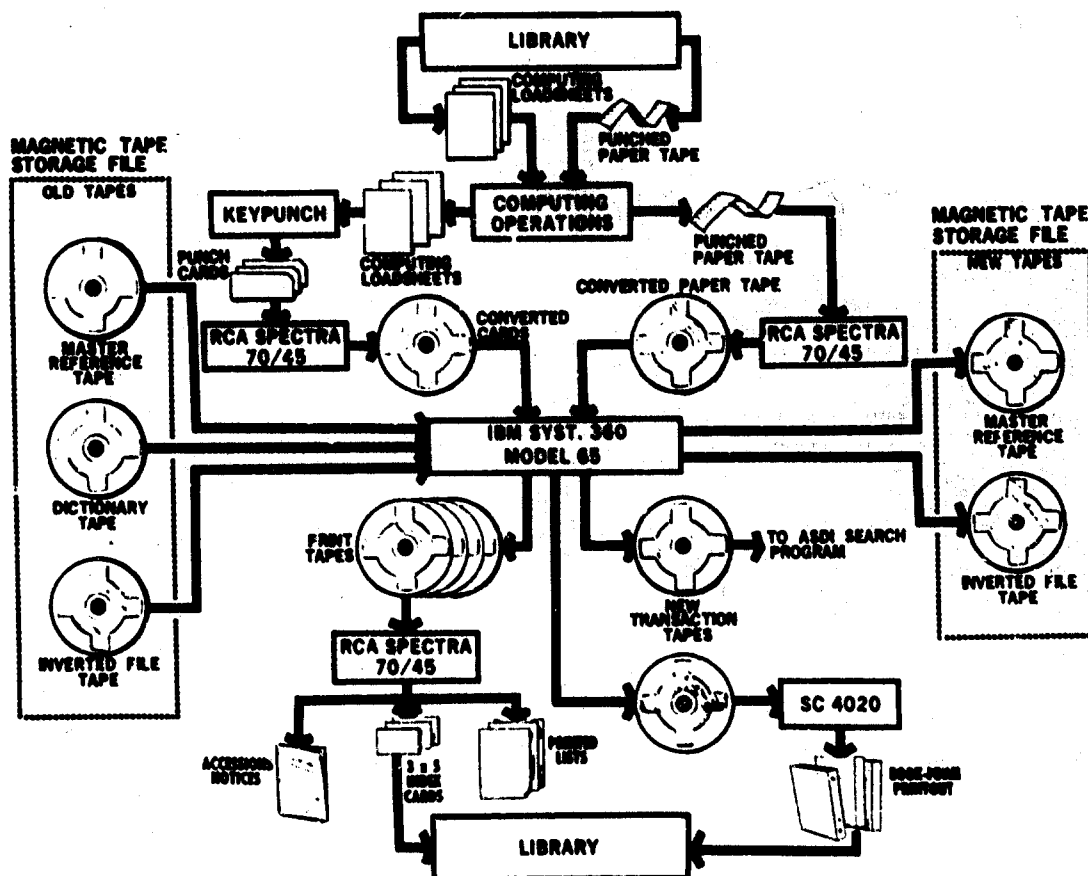 LIBRARY
COMPUTING
LOADSHEETS
PUNCHED
PAPER TAPE
MAGNETIC TAPE
STORAGE FILE
OLD TAPES
KEYPUNCH
COMPUTING
OPERATIONS
PUNCH
CARDS
COMPUTING
LOADSHEETS
PUNCHED
PAPER TAPE
MAGNETIC TAPE
STORAGE FILE
NEW TAPES
CONVERTED PAPER TAPE
CONVERTED
CARDS
RCA SPECTRA
70/45
RCA SPECTRA
70/45
MASTER
REFERENCE
TAPE
IBM SYST. 360
MODEL 65
MASTER
REFERENCE
TAPE
DICTIONARY
TAPE
PRINT
TAPES
TO ASDI SEARCH
PROGRAM
INVERTED FILE
TAPE
NEW
TRANSACTION
TAPES
RCA SPECTRA
70/45
INVERTED FILE
TAPE
SC 4020
ACCESSIONS
NOTICES
3 x 5
INDEX
CARDS
PRINTED
LISTS
BOOK-FORM
PRINTOUT
LIBRARY